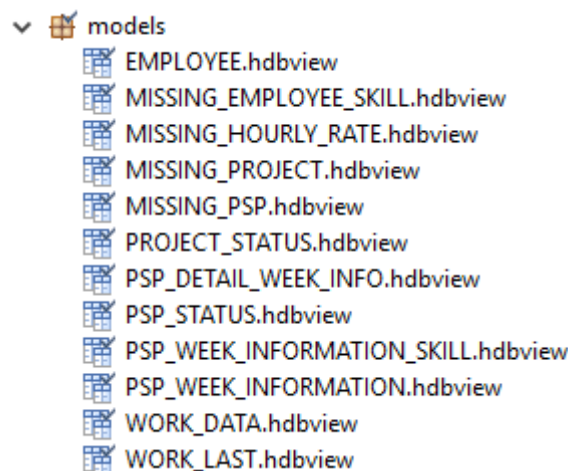 models
EMPLOYEE.hdbview
MISSING_EMPLOYEE_SKILL.hdbview
MISSING_HOURLY_RATE.hdbview
MISSING_PROJECT.hdbview
MISSING_PSP.hdbview
PROJECT_STATUS.hdbview
PSP_DETAIL_WEEK_INFO.hdbview
PSP_STATUS.hdbview
PSP_WEEK_INFORMATION_SKILL.hdbview
PSP_WEEK_INFORMATION.hdbview
WORK_DATA.hdbview
WORK_LAST.hdbview